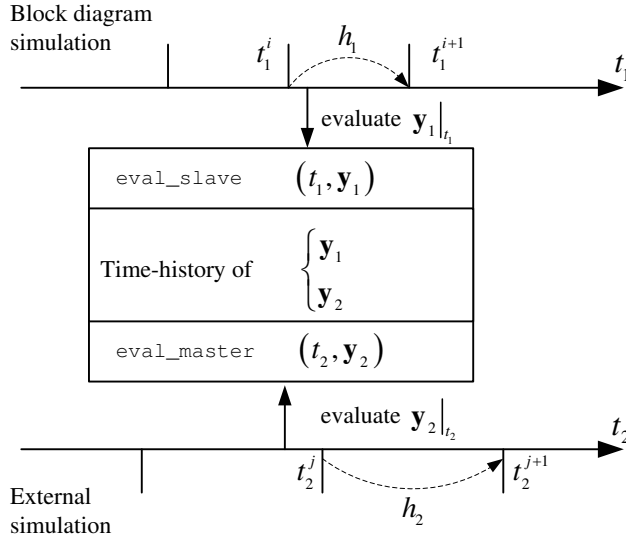 Block diagram
simulation
t_1^i
h_1
t_1^{i+1}
t_1
evaluate y_1|_{t_1}
eval_slave (t_1, y_1)
Time-history of { y_1
y_2
eval_master (t_2, y_2)
evaluate y_2|_{t_2}
t_2
t_2^j
t_2^{j+1}
h_2
External
simulation